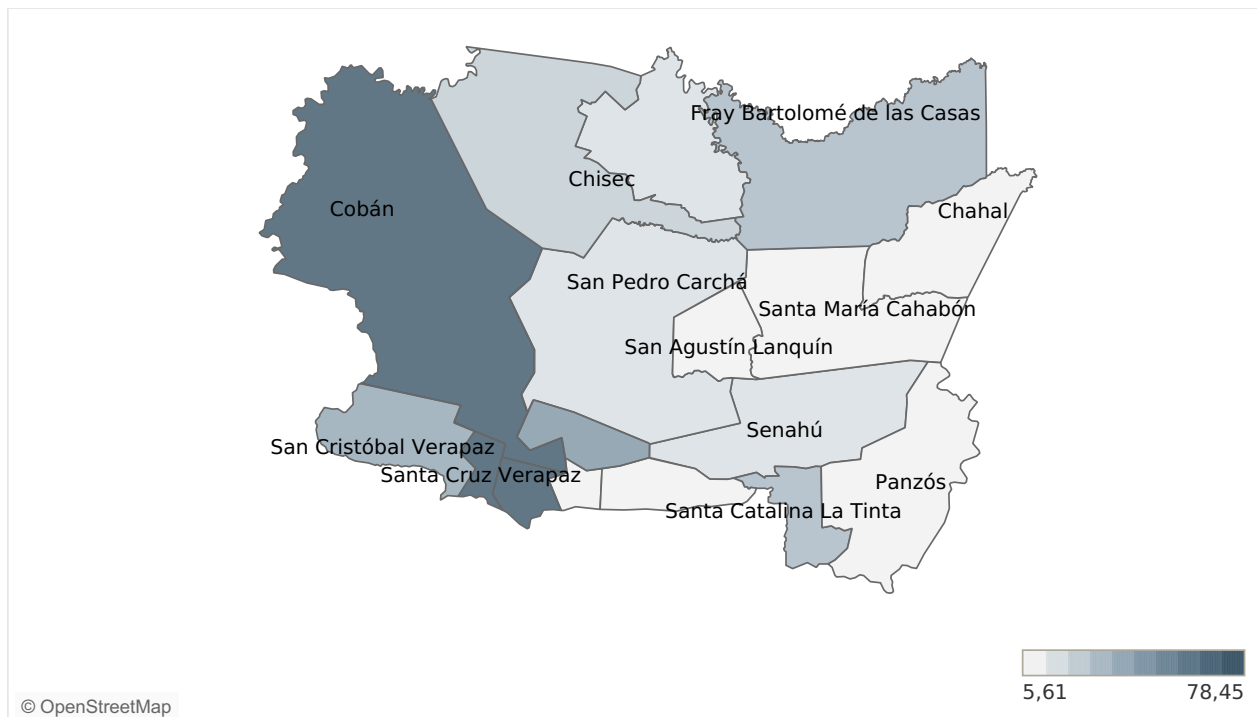 Fray Bartolomé de las Casas
Chisec
Cobán
Chahal
San Pedro Carchá
Santa María Cahabón
San Agustín Lanquín
Senahú
San Cristóbal Verapaz
Santa Cruz Verapaz
Panzós
Santa Catalina La Tinta
5,61 78,45
© OpenStreetMap